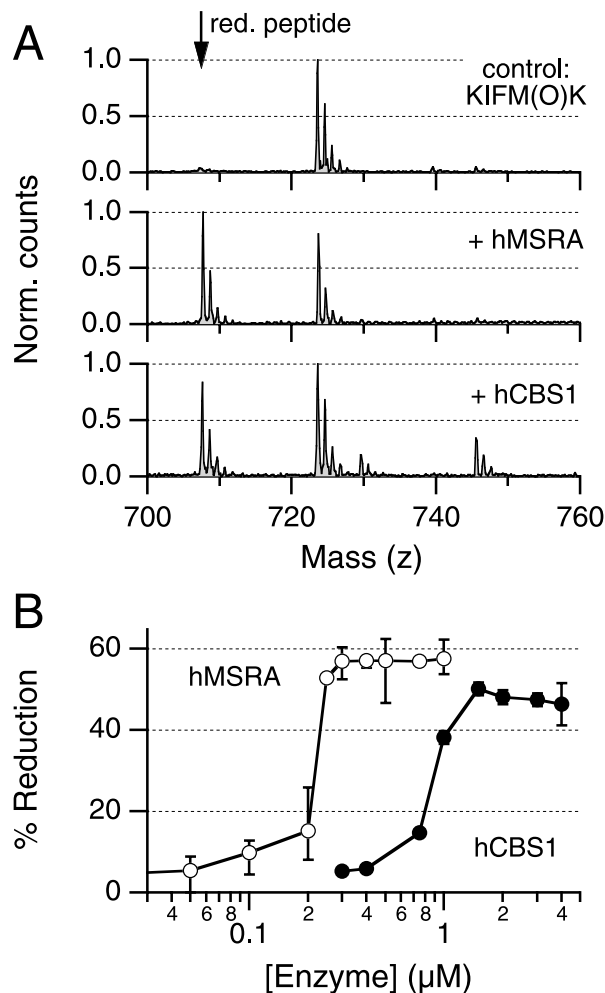 A
red. peptide
1.0
control:
KIFM(O)K
0.5
0.0
1.0
+ hMSRA
0.5
0.0
1.0
+ hCBS1
0.5
0.0
Norm. counts
700
720
740
760
Mass (z)
B
60
hMSRA
40
20
hCBS1
0
% Reduction
4 6 8 2 4 6 8 2 4
0.1 1
[Enzyme] (µM)